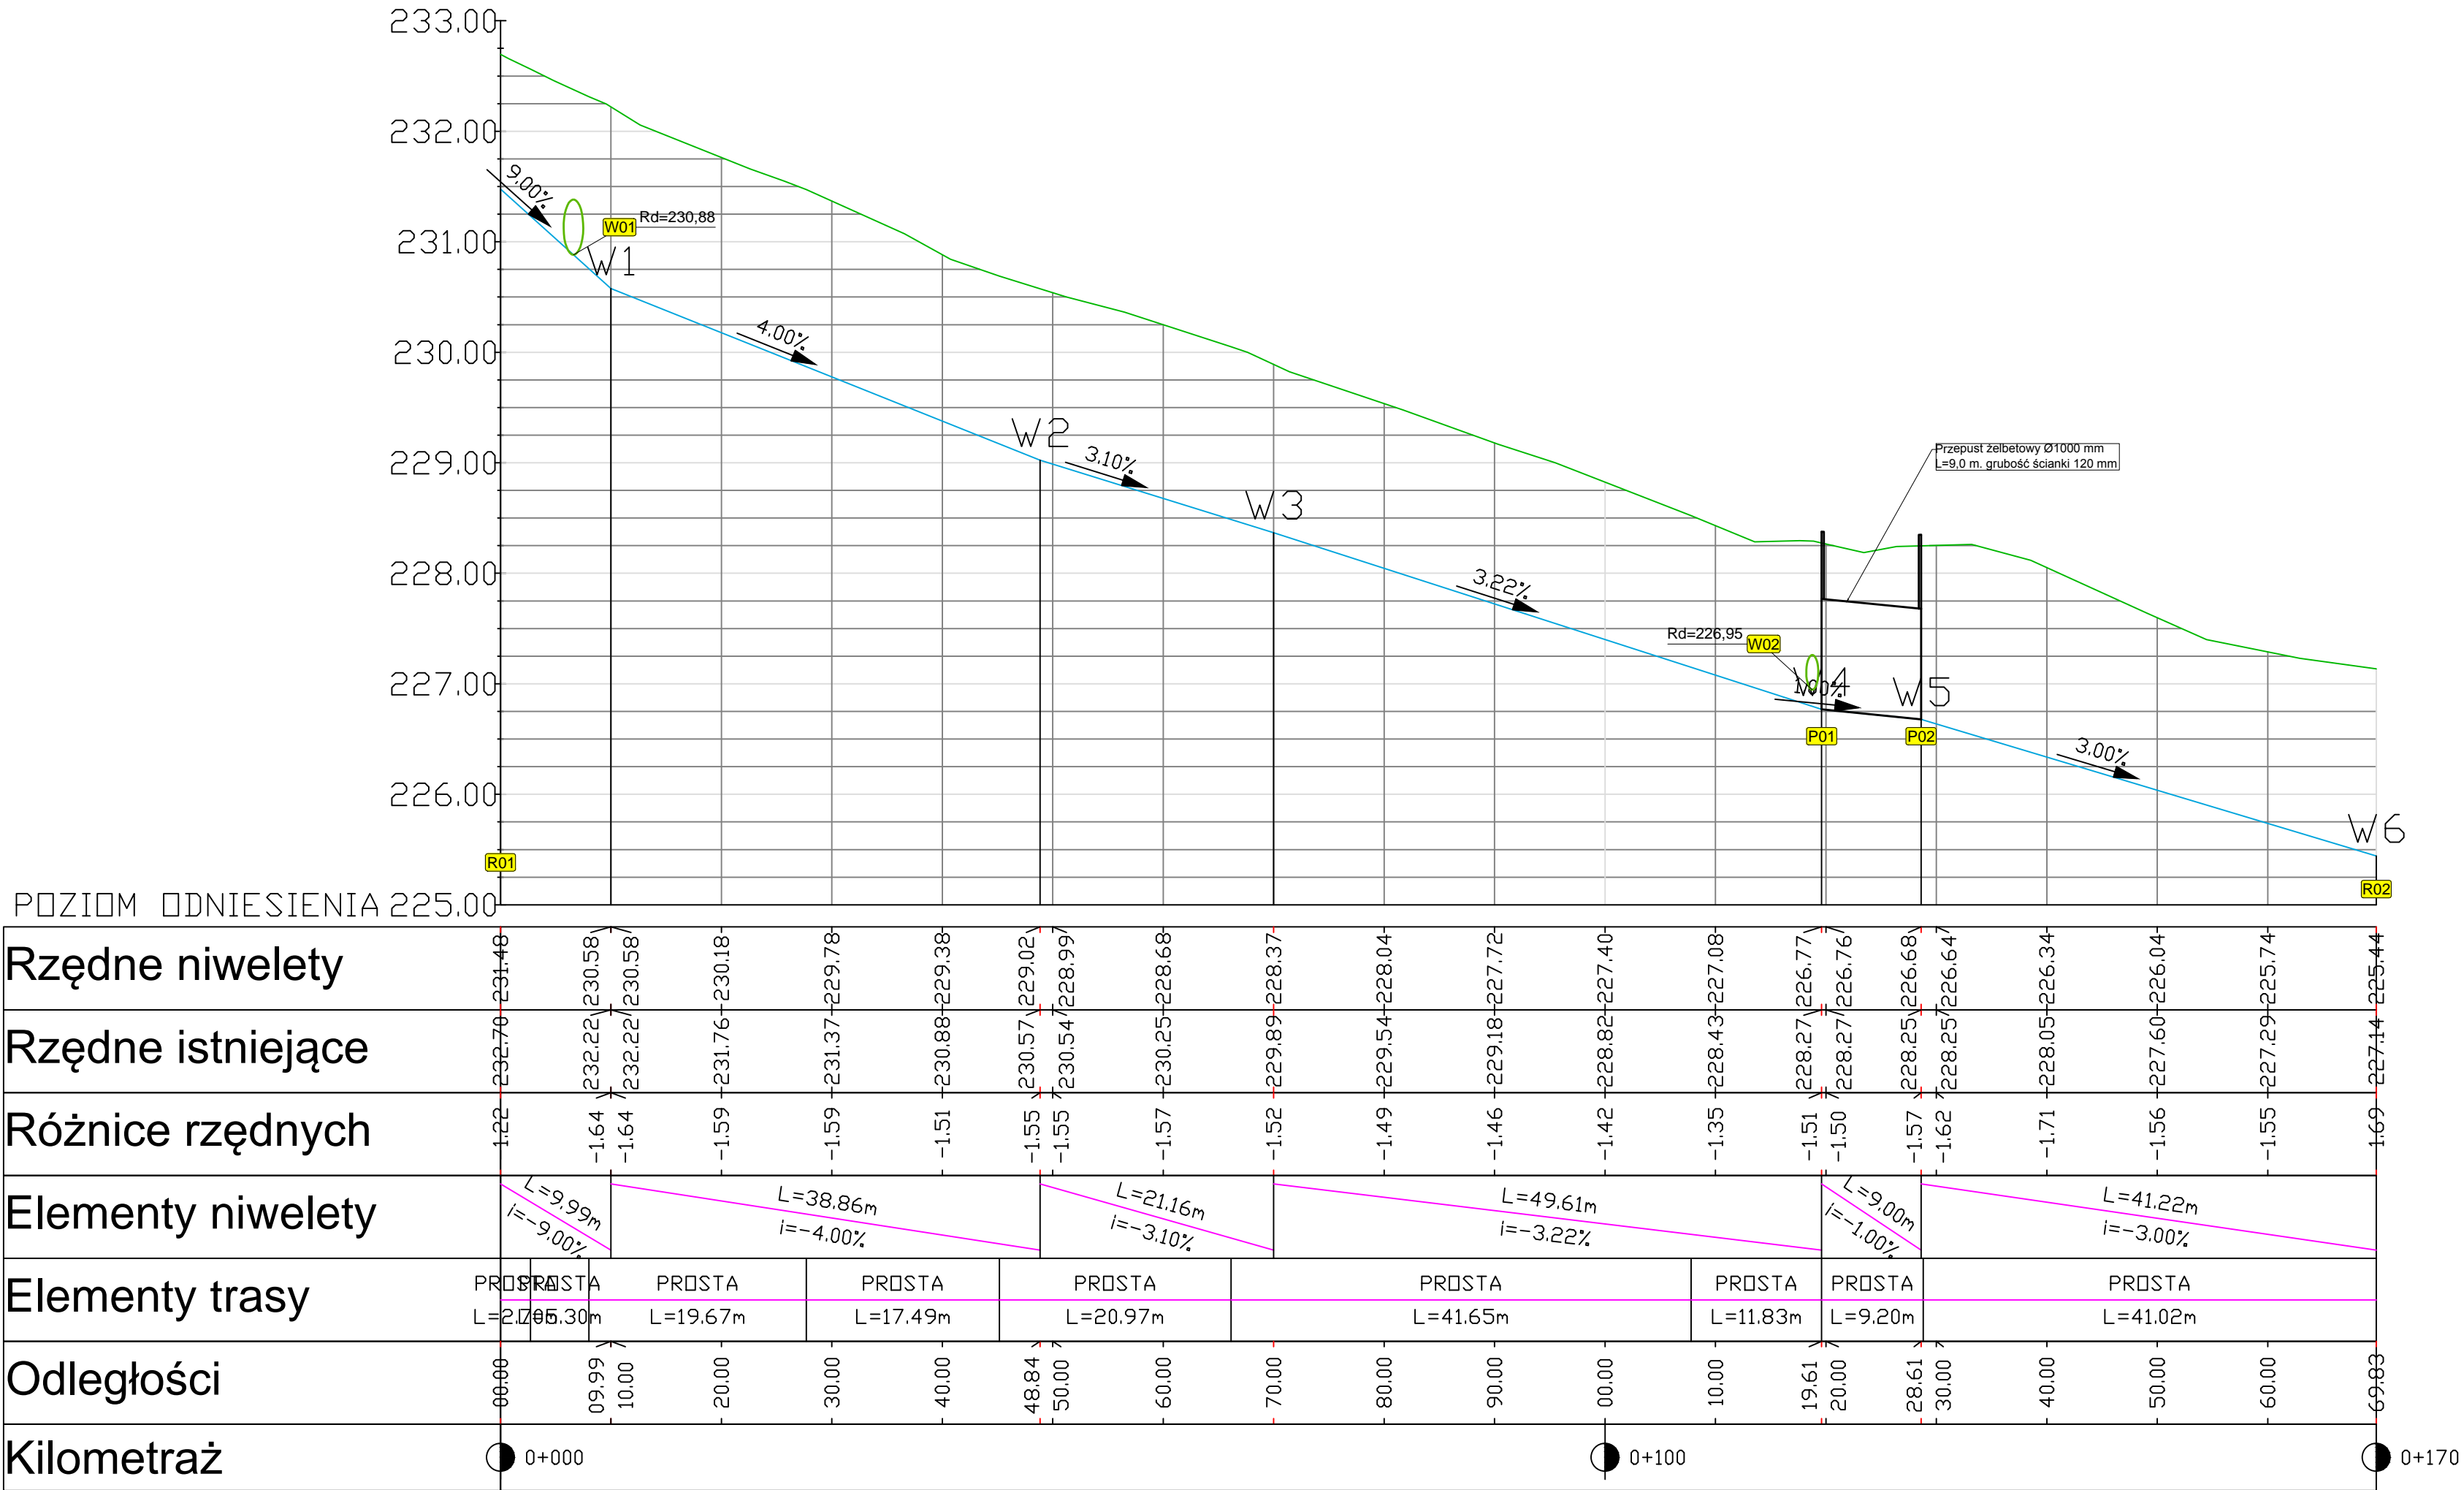 233.00
232.00
9.00%
W01 Rd=230,88
231.00
W1
4.00%
230.00
W2
3.10%
229.00
Przepust żelbetowy Ø1000 mm
L=9,0 m. grubość ścianki 120 mm
W3
228.00
3.22%
Rd=226,95 W02
227.00
W4
1.00%
W5
P01 P02
3.00%
226.00
W6
R01
R02
POZIOM ODNIESIENIA 225.00
Rzędne niwelety
231.48 230.58 230.58 230.18 229.78 229.38 229.02 228.99 228.68 228.37 228.04 227.72 227.40 227.08 226.77 226.76 226.68 226.64 226.34 226.04 225.74 225.44
Rzędne istniejące
232.70 232.22 232.22 231.76 231.37 230.88 230.57 230.54 230.25 229.89 229.54 229.18 228.82 228.43 228.27 228.27 228.25 228.25 228.05 227.60 227.29 227.14
Różnice rzędnych
1.22 -1.64 -1.64 -1.59 -1.59 -1.51 -1.55 -1.55 -1.57 -1.52 -1.49 -1.46 -1.42 -1.35 -1.51 -1.50 -1.57 -1.62 -1.71 -1.56 -1.55 1.69
Elementy niwelety
L=9.99m L=38.86m L=21.16m L=49.61m L=9.00m L=41.22m
i=-9.00% i=-4.00% i=-3.10% i=-3.22% i=-1.00% i=-3.00%
Elementy trasy
PROSTA PROSTA PROSTA PROSTA PROSTA PROSTA PROSTA PROSTA PROSTA
L=19.67m L=17.49m L=20.97m L=41.65m L=11.83m L=9.20m L=41.02m
Odległości
00.00 09.99 10.00 20.00 30.00 40.00 48.84 50.00 60.00 70.00 80.00 90.00 00.00 10.00 19.61 20.00 28.61 30.00 40.00 50.00 60.00 69.83
Kilometraż
0+000 0+100 0+170